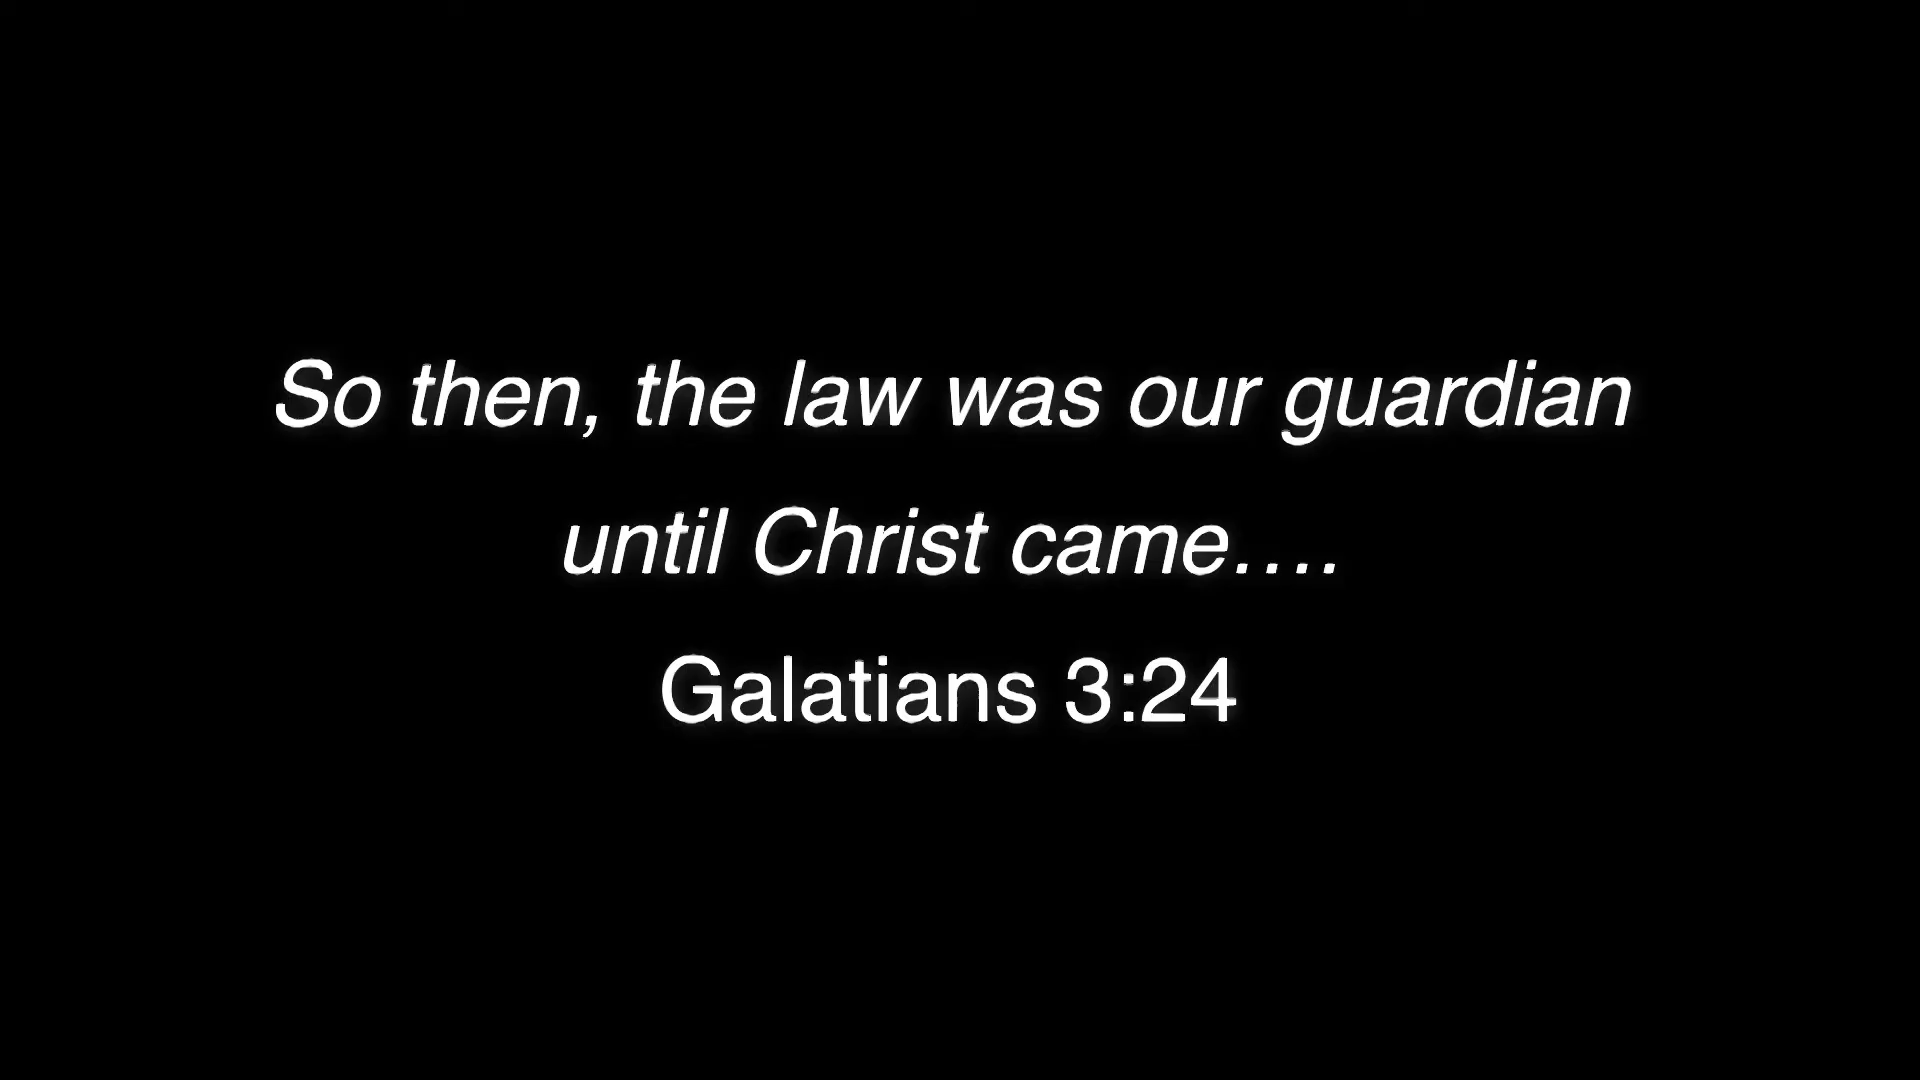 So then, the law was our guardian
until Christ came....
Galatians 3:24